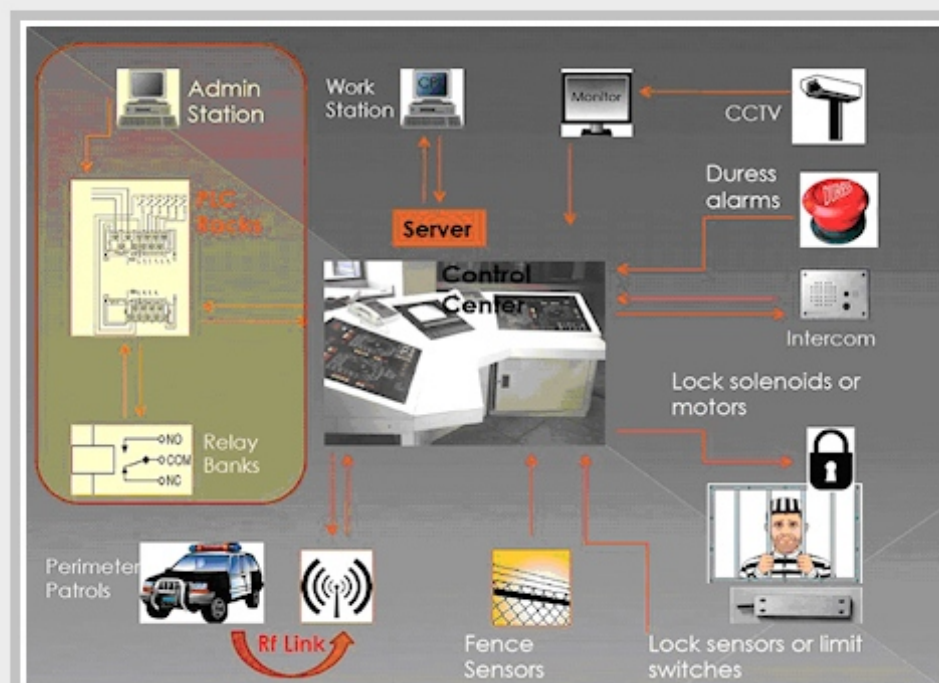 Admin
Station
PLC
Racks
NO
COM
NC
Relay
Banks
Work
Station
Server
Monitor
CCTV
Duress
alarms
DURESS
Intercom
Control
Center
Lock solenoids or
motors
Perimeter
Patrols
Rf Link
Fence
Sensors
Lock sensors or limit
switches